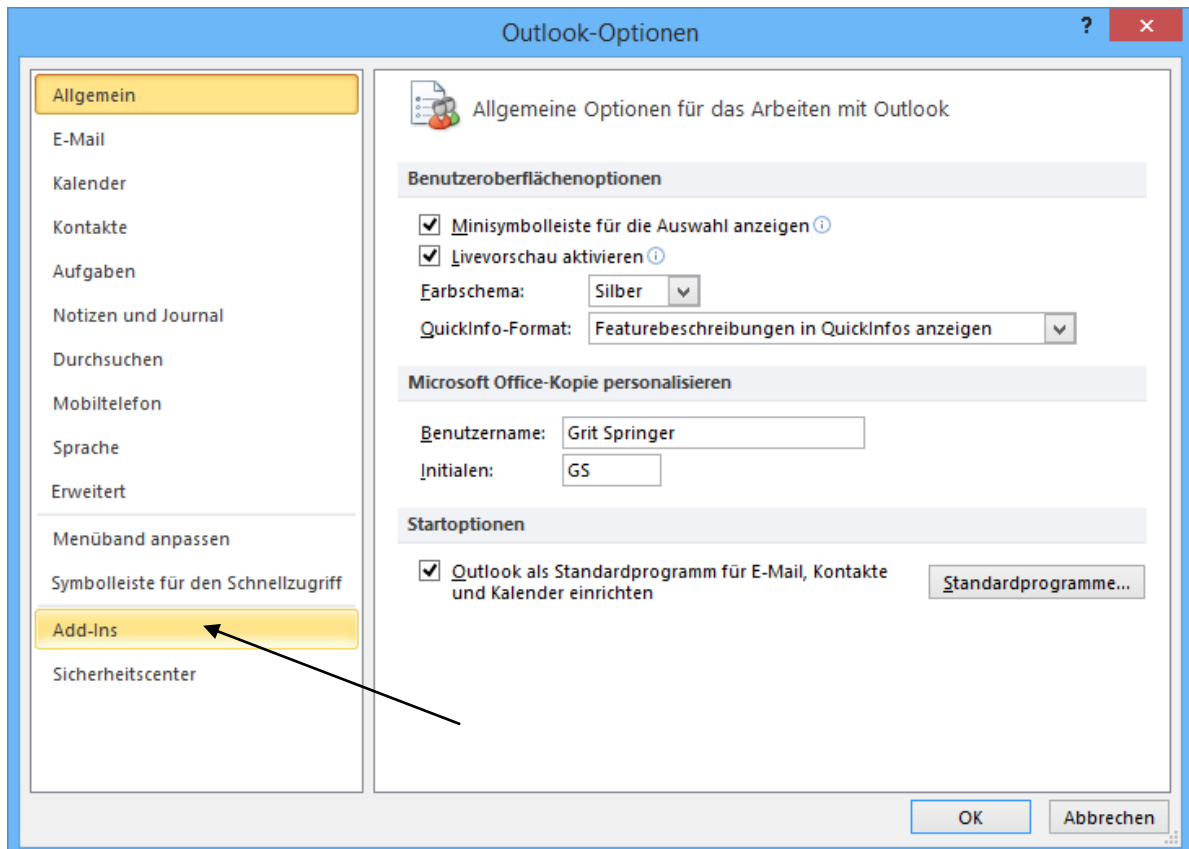 Outlook-Optionen
?
Allgemein
E-Mail
Kalender
Kontakte
Aufgaben
Notizen und Journal
Durchsuchen
Mobiltelefon
Sprache
Erweitert
Menüband anpassen
Symbolleiste für den Schnellzugriff
Add-Ins
Sicherheitscenter
Allgemeine Optionen für das Arbeiten mit Outlook
Benutzeroberflächenoptionen
Minisymbolleiste für die Auswahl anzeigen
Livevorschau aktivieren
Farbschema: Silber
QuickInfo-Format: Featurebeschreibungen in QuickInfos anzeigen
Microsoft Office-Kopie personalisieren
Benutzername: Grit Springer
Initialen: GS
Startoptionen
Outlook als Standardprogramm für E-Mail, Kontakte
und Kalender einrichten
Standardprogramme...
OK Abbrechen